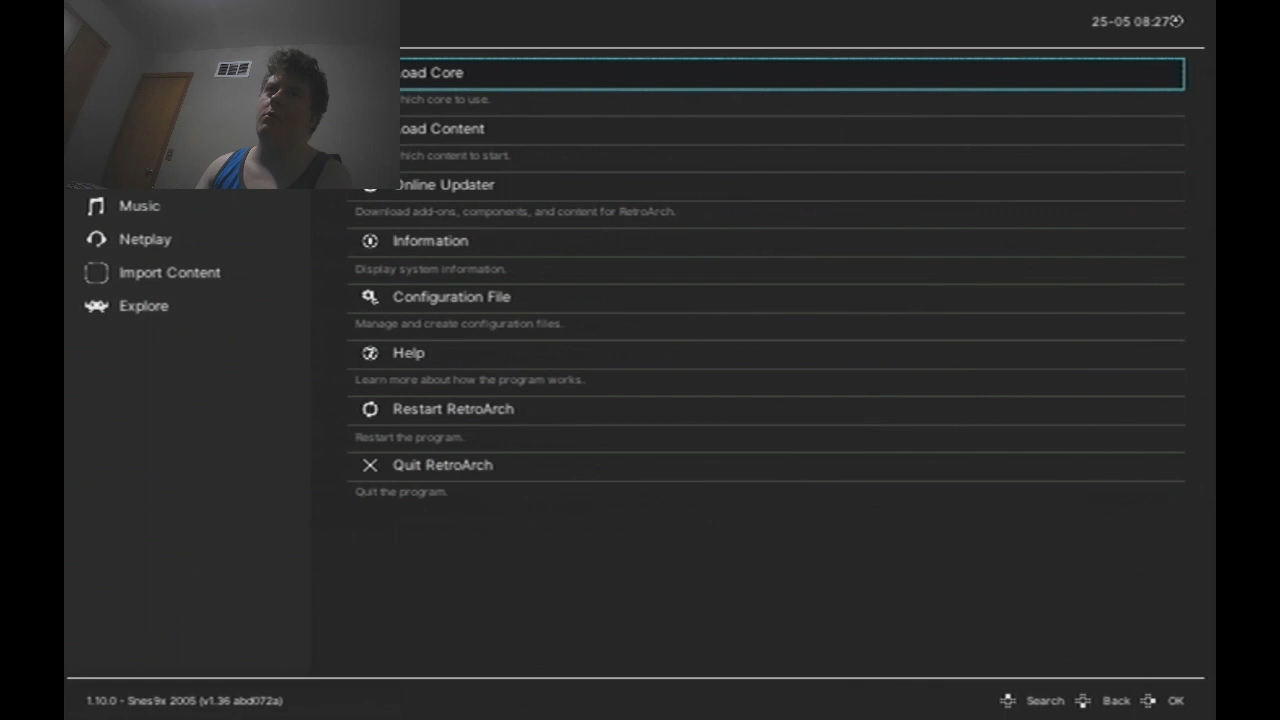 25-05 08:27
oad Core
hich core to use.
oad Content
hich content to start.
Online Updater
Download add-ons, components, and content for RetroArch.
Music
Information
Netplay
Display system information.
Import Content
Configuration File
Explore
Manage and create configuration files.
Help
Learn more about how the program works.
Restart RetroArch
Restart the program.
Quit RetroArch
Quit the program.
1.10.0 - Snes9x 2005 (v1.36 abd072a)
Search Back OK